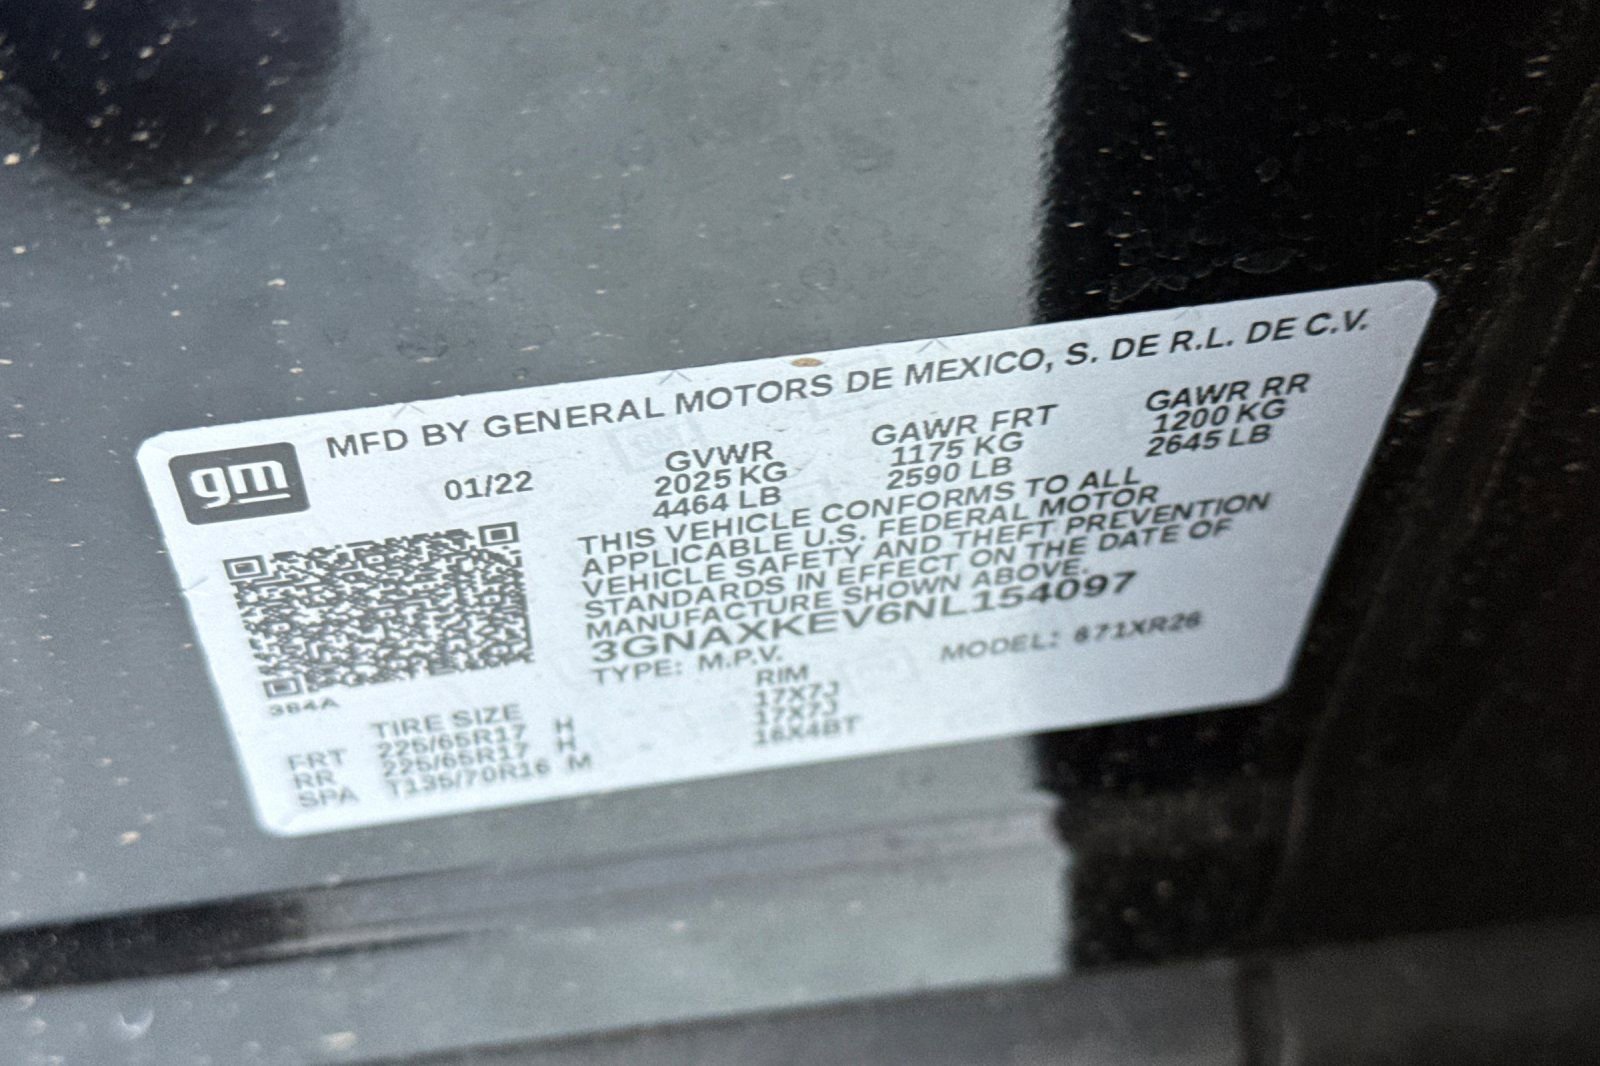 MFD BY GENERAL MOTORS DE MEXICO, S. DE R.L. DE C.V.
gm
01/22
GVWR
2025 KG
4464 LB
GAWR FRT
1175 KG
2590 LB
GAWR RR
1200 KG
2645 LB
THIS VEHICLE CONFORMS TO ALL
APPLICABLE U.S. FEDERAL MOTOR
VEHICLE SAFETY AND THEFT PREVENTION
STANDARDS IN EFFECT ON THE DATE OF
MANUFACTURE SHOWN ABOVE.
3GNAXKEV6NL154097
TYPE: M.P.V. MODEL: 671XR26
384A
TIRE SIZE RIM
FRT 225/65R17 H 17X7J
RR 225/65R17 H 17X7J
SPA T135/70R16 M 16X4BT